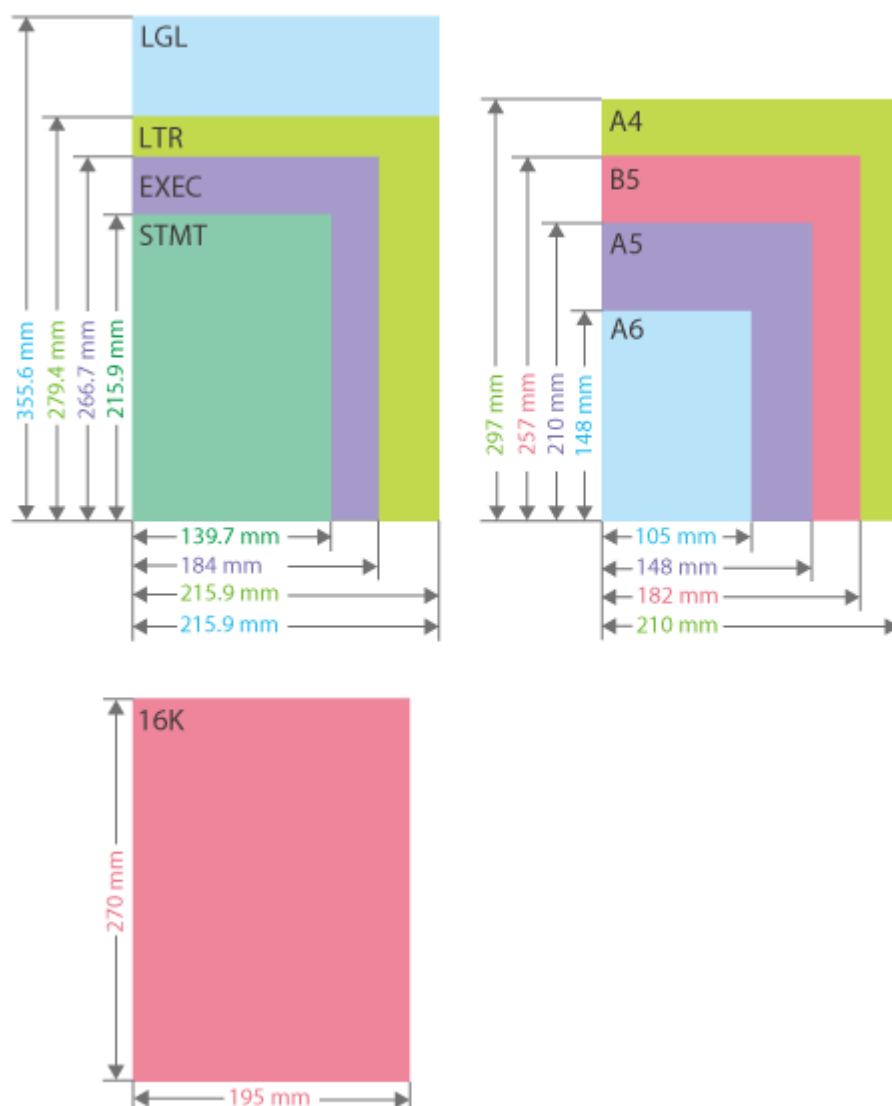 LGL
LTR
EXEC
STMT
355.6 mm
279.4 mm
266.7 mm
215.9 mm
139.7 mm
184 mm
215.9 mm
215.9 mm
A4
B5
A5
A6
297 mm
257 mm
210 mm
148 mm
105 mm
148 mm
182 mm
210 mm
16K
270 mm
195 mm